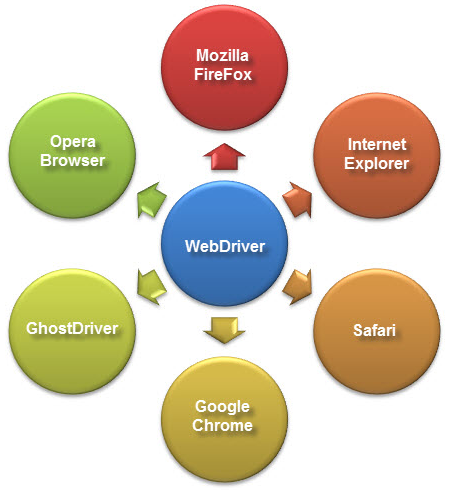 Mozilla
FireFox
Opera
Browser
Internet
Explorer
WebDriver
GhostDriver
Safari
Google
Chrome